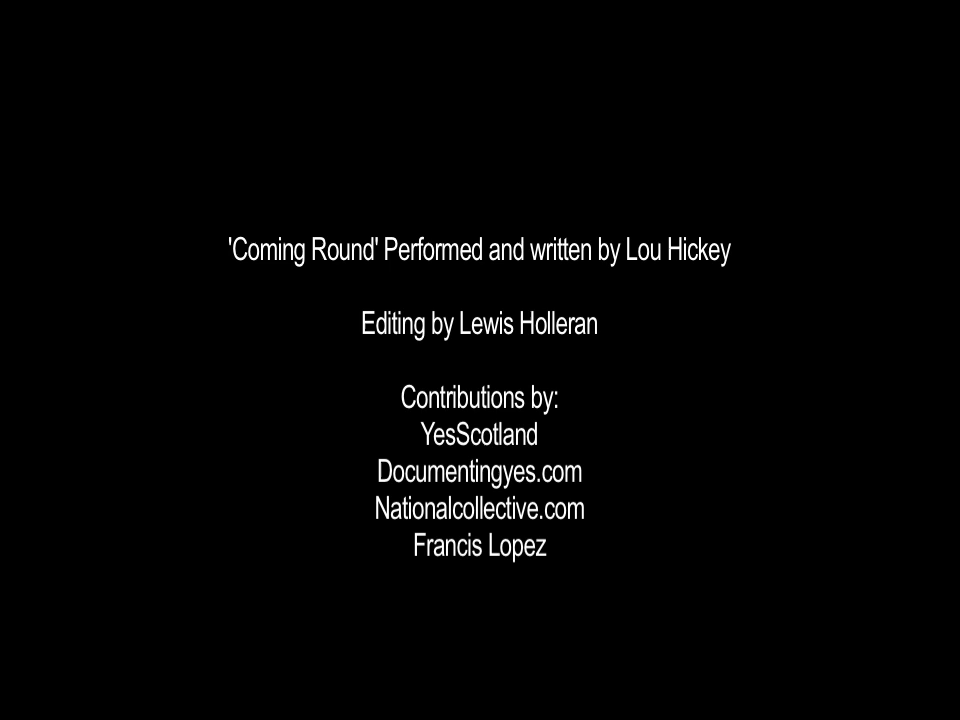 'Coming Round' Performed and written by Lou Hickey
Editing by Lewis Holleran
Contributions by:
YesScotland
Documentingyes.com
Nationalcollective.com
Francis Lopez